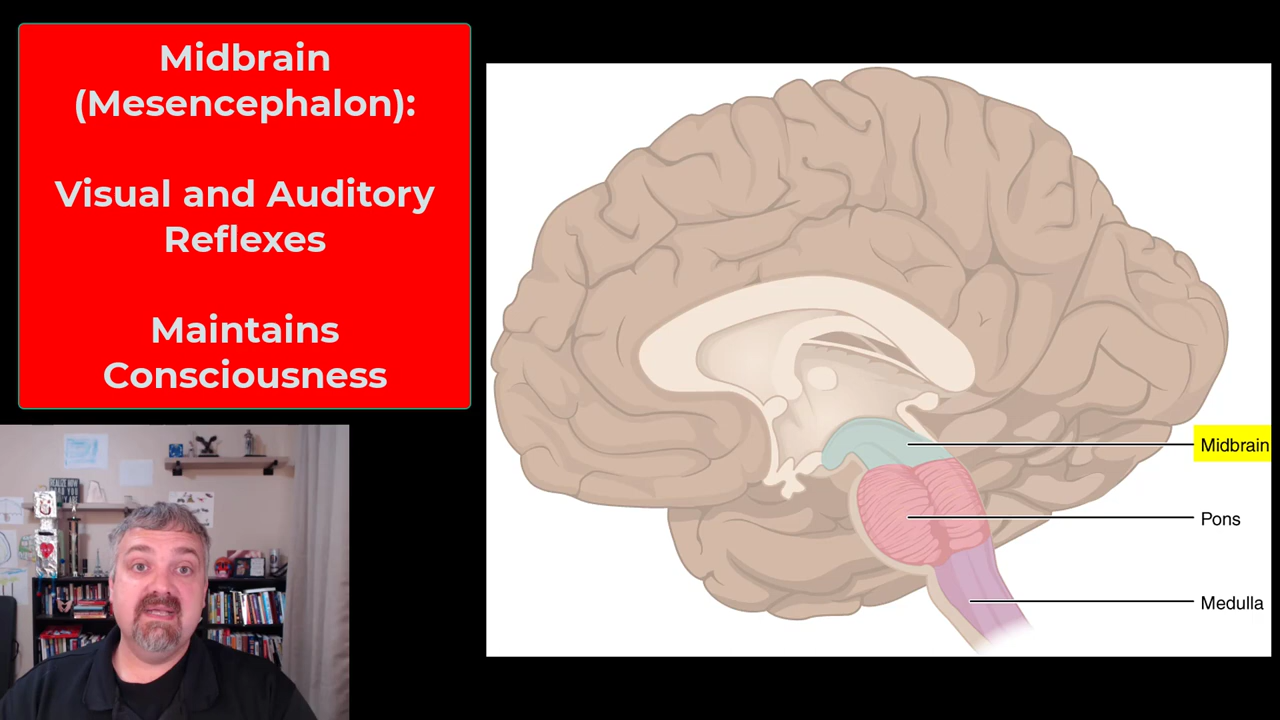 Midbrain
(Mesencephalon):
Visual and Auditory
Reflexes
Maintains
Consciousness
Midbrain
Pons
Medulla